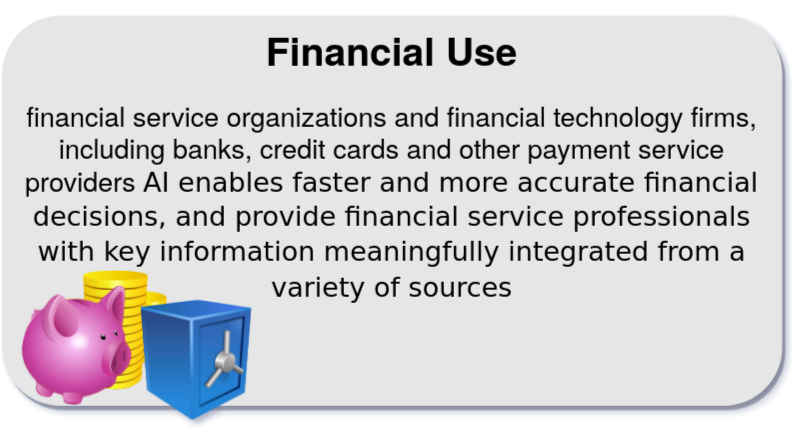 Financial Use
financial service organizations and financial technology firms,
including banks, credit cards and other payment service
providers AI enables faster and more accurate financial
decisions, and provide financial service professionals
with key information meaningfully integrated from a
variety of sources